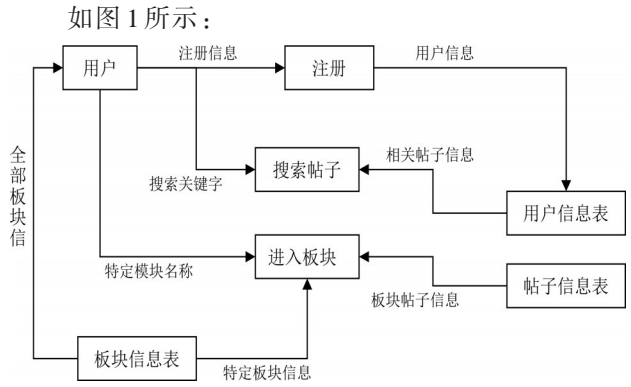 如图1所示：
用户
注册信息
注册
用户信息
全部板块信
搜索帖子
相关帖子信息
搜索关键字
用户信息表
进入板块
特定模块名称
帖子信息表
板块帖子信息
板块信息表
特定板块信息